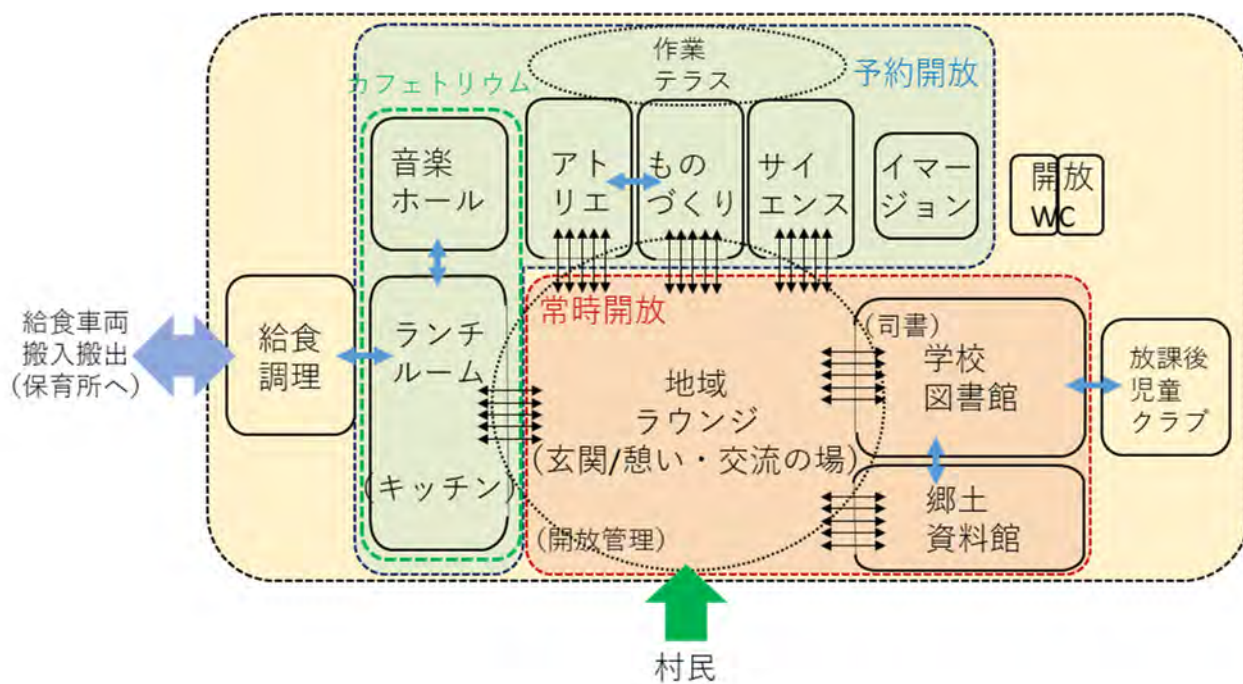 作業
テラス
予約開放
カフェトリウム
音楽
ホール
アト
リエ
もの
づくり
サイ
エンス
イマー
ジョン
開放
WC
給食車両
搬入搬出
(保育所へ)
給食
調理
ランチ
ルーム
(キッチン)
常時開放
地域
ラウンジ
(玄関/憩い・交流の場)
(開放管理)
(司書)
学校
図書館
郷土
資料館
放課後
児童
クラブ
村民